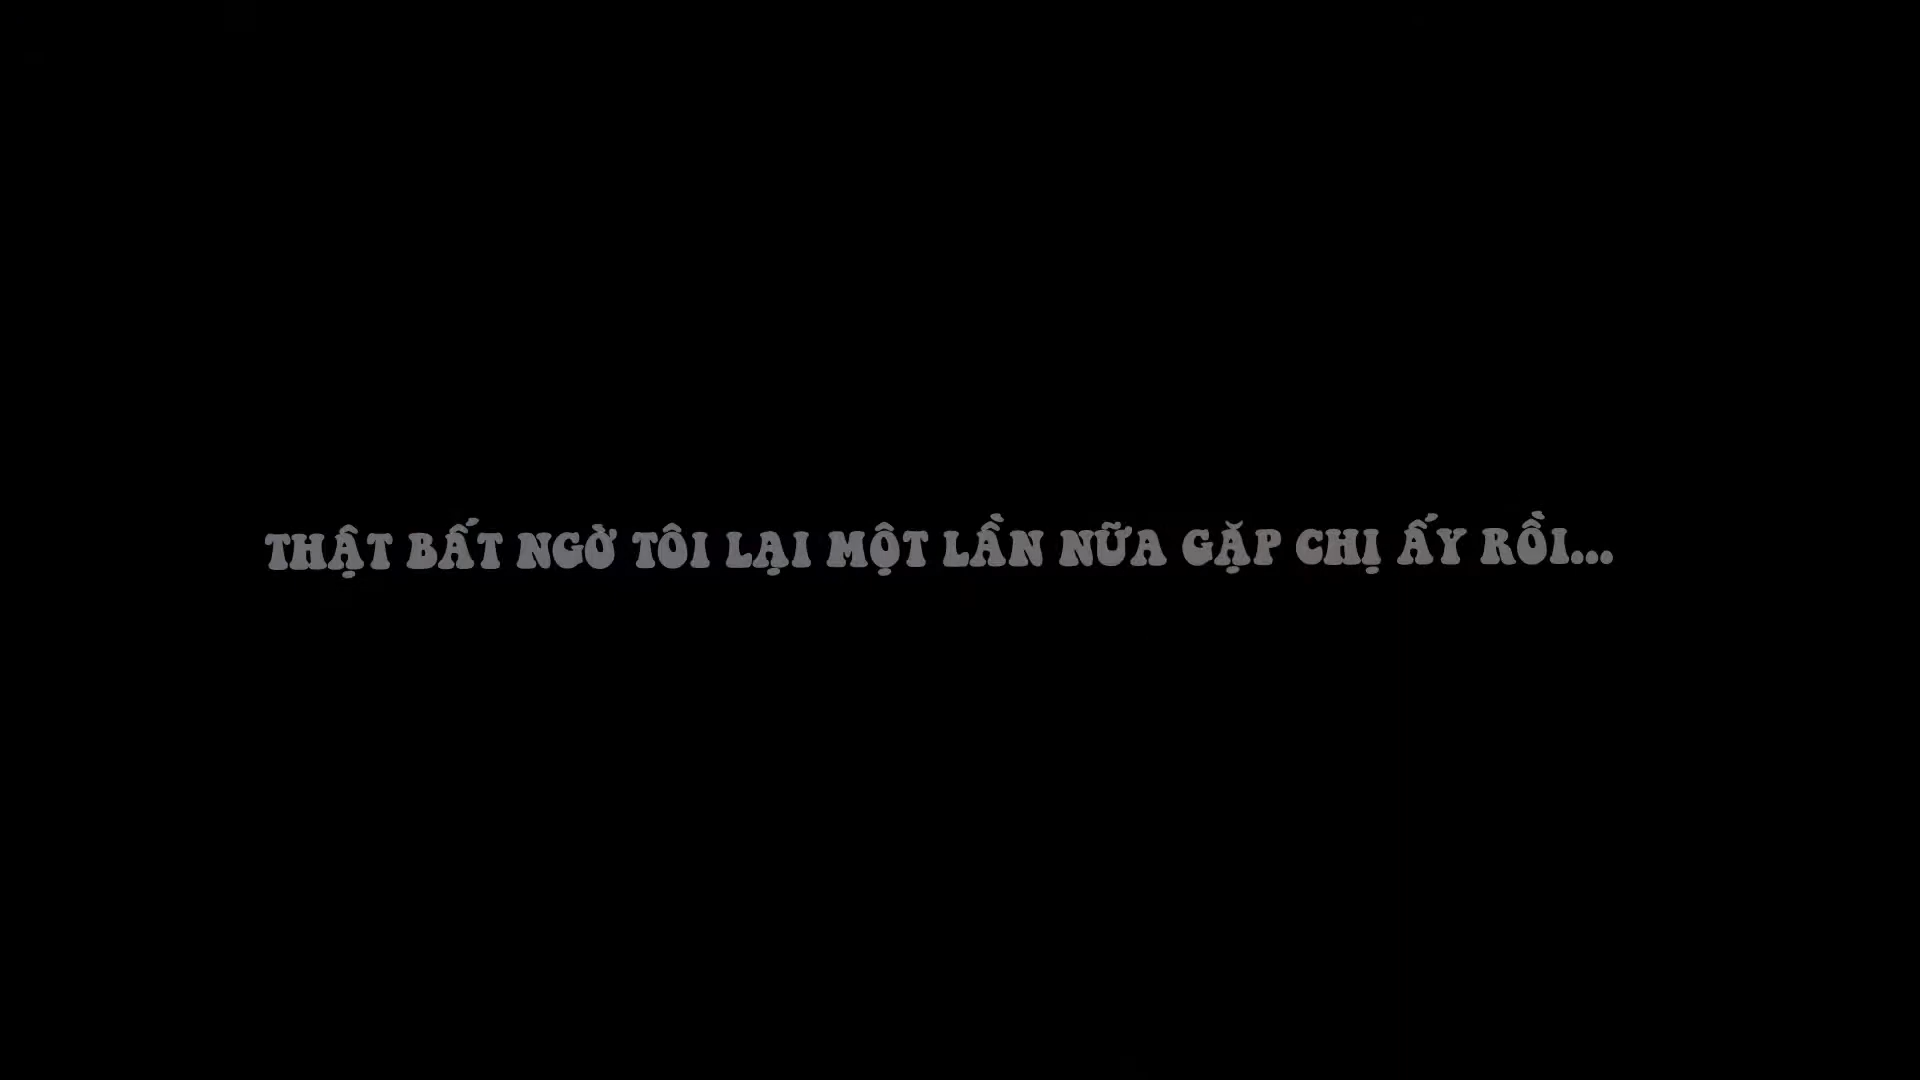 THẬT BẤT NGỜ TÔI LẠI MỘT LẦN NỮA GẶP CHỊ ẤY RỒI...